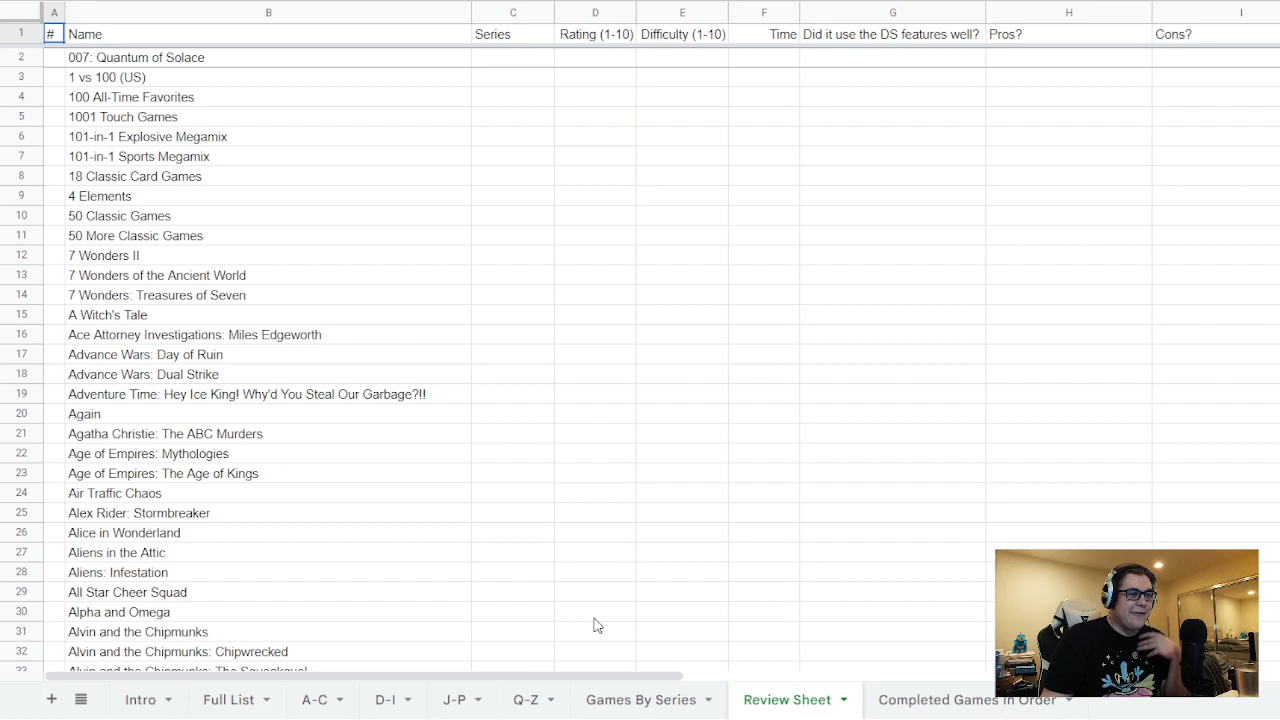 A B C D E F G H I
1 # Name Series Rating (1-10) Difficulty (1-10) Time Did it use the DS features well? Pros? Cons?
2 007: Quantum of Solace
3 1 vs 100 (US)
4 100 All-Time Favorites
5 1001 Touch Games
6 101-in-1 Explosive Megamix
7 101-in-1 Sports Megamix
8 18 Classic Card Games
9 4 Elements
10 50 Classic Games
11 50 More Classic Games
12 7 Wonders II
13 7 Wonders of the Ancient World
14 7 Wonders: Treasures of Seven
15 A Witch's Tale
16 Ace Attorney Investigations: Miles Edgeworth
17 Advance Wars: Day of Ruin
18 Advance Wars: Dual Strike
19 Adventure Time: Hey Ice King! Why'd You Steal Our Garbage?!!
20 Again
21 Agatha Christie: The ABC Murders
22 Age of Empires: Mythologies
23 Age of Empires: The Age of Kings
24 Air Traffic Chaos
25 Alex Rider: Stormbreaker
26 Alice in Wonderland
27 Aliens in the Attic
28 Aliens: Infestation
29 All Star Cheer Squad
30 Alpha and Omega
31 Alvin and the Chipmunks
32 Alvin and the Chipmunks: Chipwrecked
33 Alvin and the Chipmunks: The Squeakquel
+ Intro Full List A-C D-I J-P Q-Z Games By Series Review Sheet Completed Games In Order